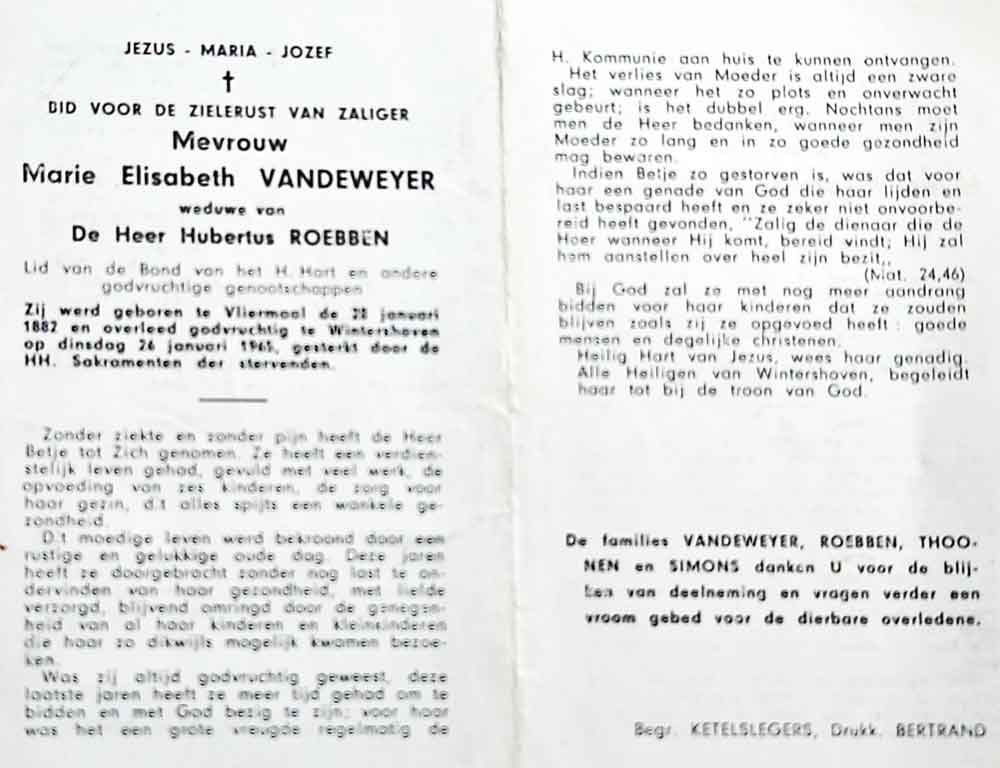 JEZUS - MARIA - JOZEF
✝
BID VOOR DE ZIELERUST VAN ZALIGER
Mevrouw
Marie Elisabeth VANDEWEYER
weduwe van
De Heer Hubertus ROEBBEN
Lid van de Bond van het H. Hart en andere
godvruchtige genootschappen
Zij werd geboren te Vliermaal de januari
1882 en overleed godvruchtig te Wintershoven
op dinsdag 26 januari 1965, gesterkt door de
HH. Sakramenten der stervenden.
Zonder ziekte en zonder pijn heeft de Heer
Betje tot Zich genomen. Ze heeft een verdien-
stelijk leven gehad, gevuld met veel werk, de
opvoeding van zes kinderen, de zorg voor
haar gezin, dit alles spijts een wankele ge-
zondheid.
Dit moedige leven werd bekroond door een
rustige en gelukkige oude dag. Deze jaren
heeft ze doorgebracht zonder nog last te on-
dervinden van haar gezondheid, met liefde
verzorgd, blijvend omringd door de genegen-
heid van al haar kinderen en kleinkinderen
die haar zo dikwijls mogelijk kwamen bezoe-
ken.
Was zij altijd godvruchtig geweest, deze
laatste jaren heeft ze meer tijd gehad om te
bidden en met God bezig te zijn; voor haar
was het een grote vreugde regelmatig de
H. Kommunie aan huis te kunnen ontvangen.
Het verlies van Moeder is altijd een zware
slag; wanneer het zo plots en onverwacht
gebeurt; is het dubbel erg. Nochtans moet
men de Heer bedanken, wanneer men zijn
Moeder zo lang en in zo goede gezondheid
mag bewaren.
Indien Betje zo gestorven is, was dat voor
haar een genade van God die haar lijden en
last bespaard heeft en ze zeker niet onvoorbe-
reid heeft gevonden, "Zalig de dienaar die de
Heer wanneer Hij komt, bereid vindt; Hij zal
hem aanstellen over heel zijn bezit,,
(Mat. 24,46)
Bij God zal ze met nog meer aandrang
bidden voor haar kinderen dat ze zouden
blijven zoals zij ze opgevoed heeft : goede
mensen en degelijke christenen.
Heilig Hart van Jezus, wees haar genadig.
Alle Heiligen van Wintershoven, begeleidt
haar tot bij de troon van God.
De families VANDEWEYER, ROEBBEN, THOO-
NEN en SIMONS danken U voor de blij-
ken van deelneming en vragen verder een
vroom gebed voor de dierbare overledene.
Begr. KETELSLEGERS, Drukk. BERTRAND